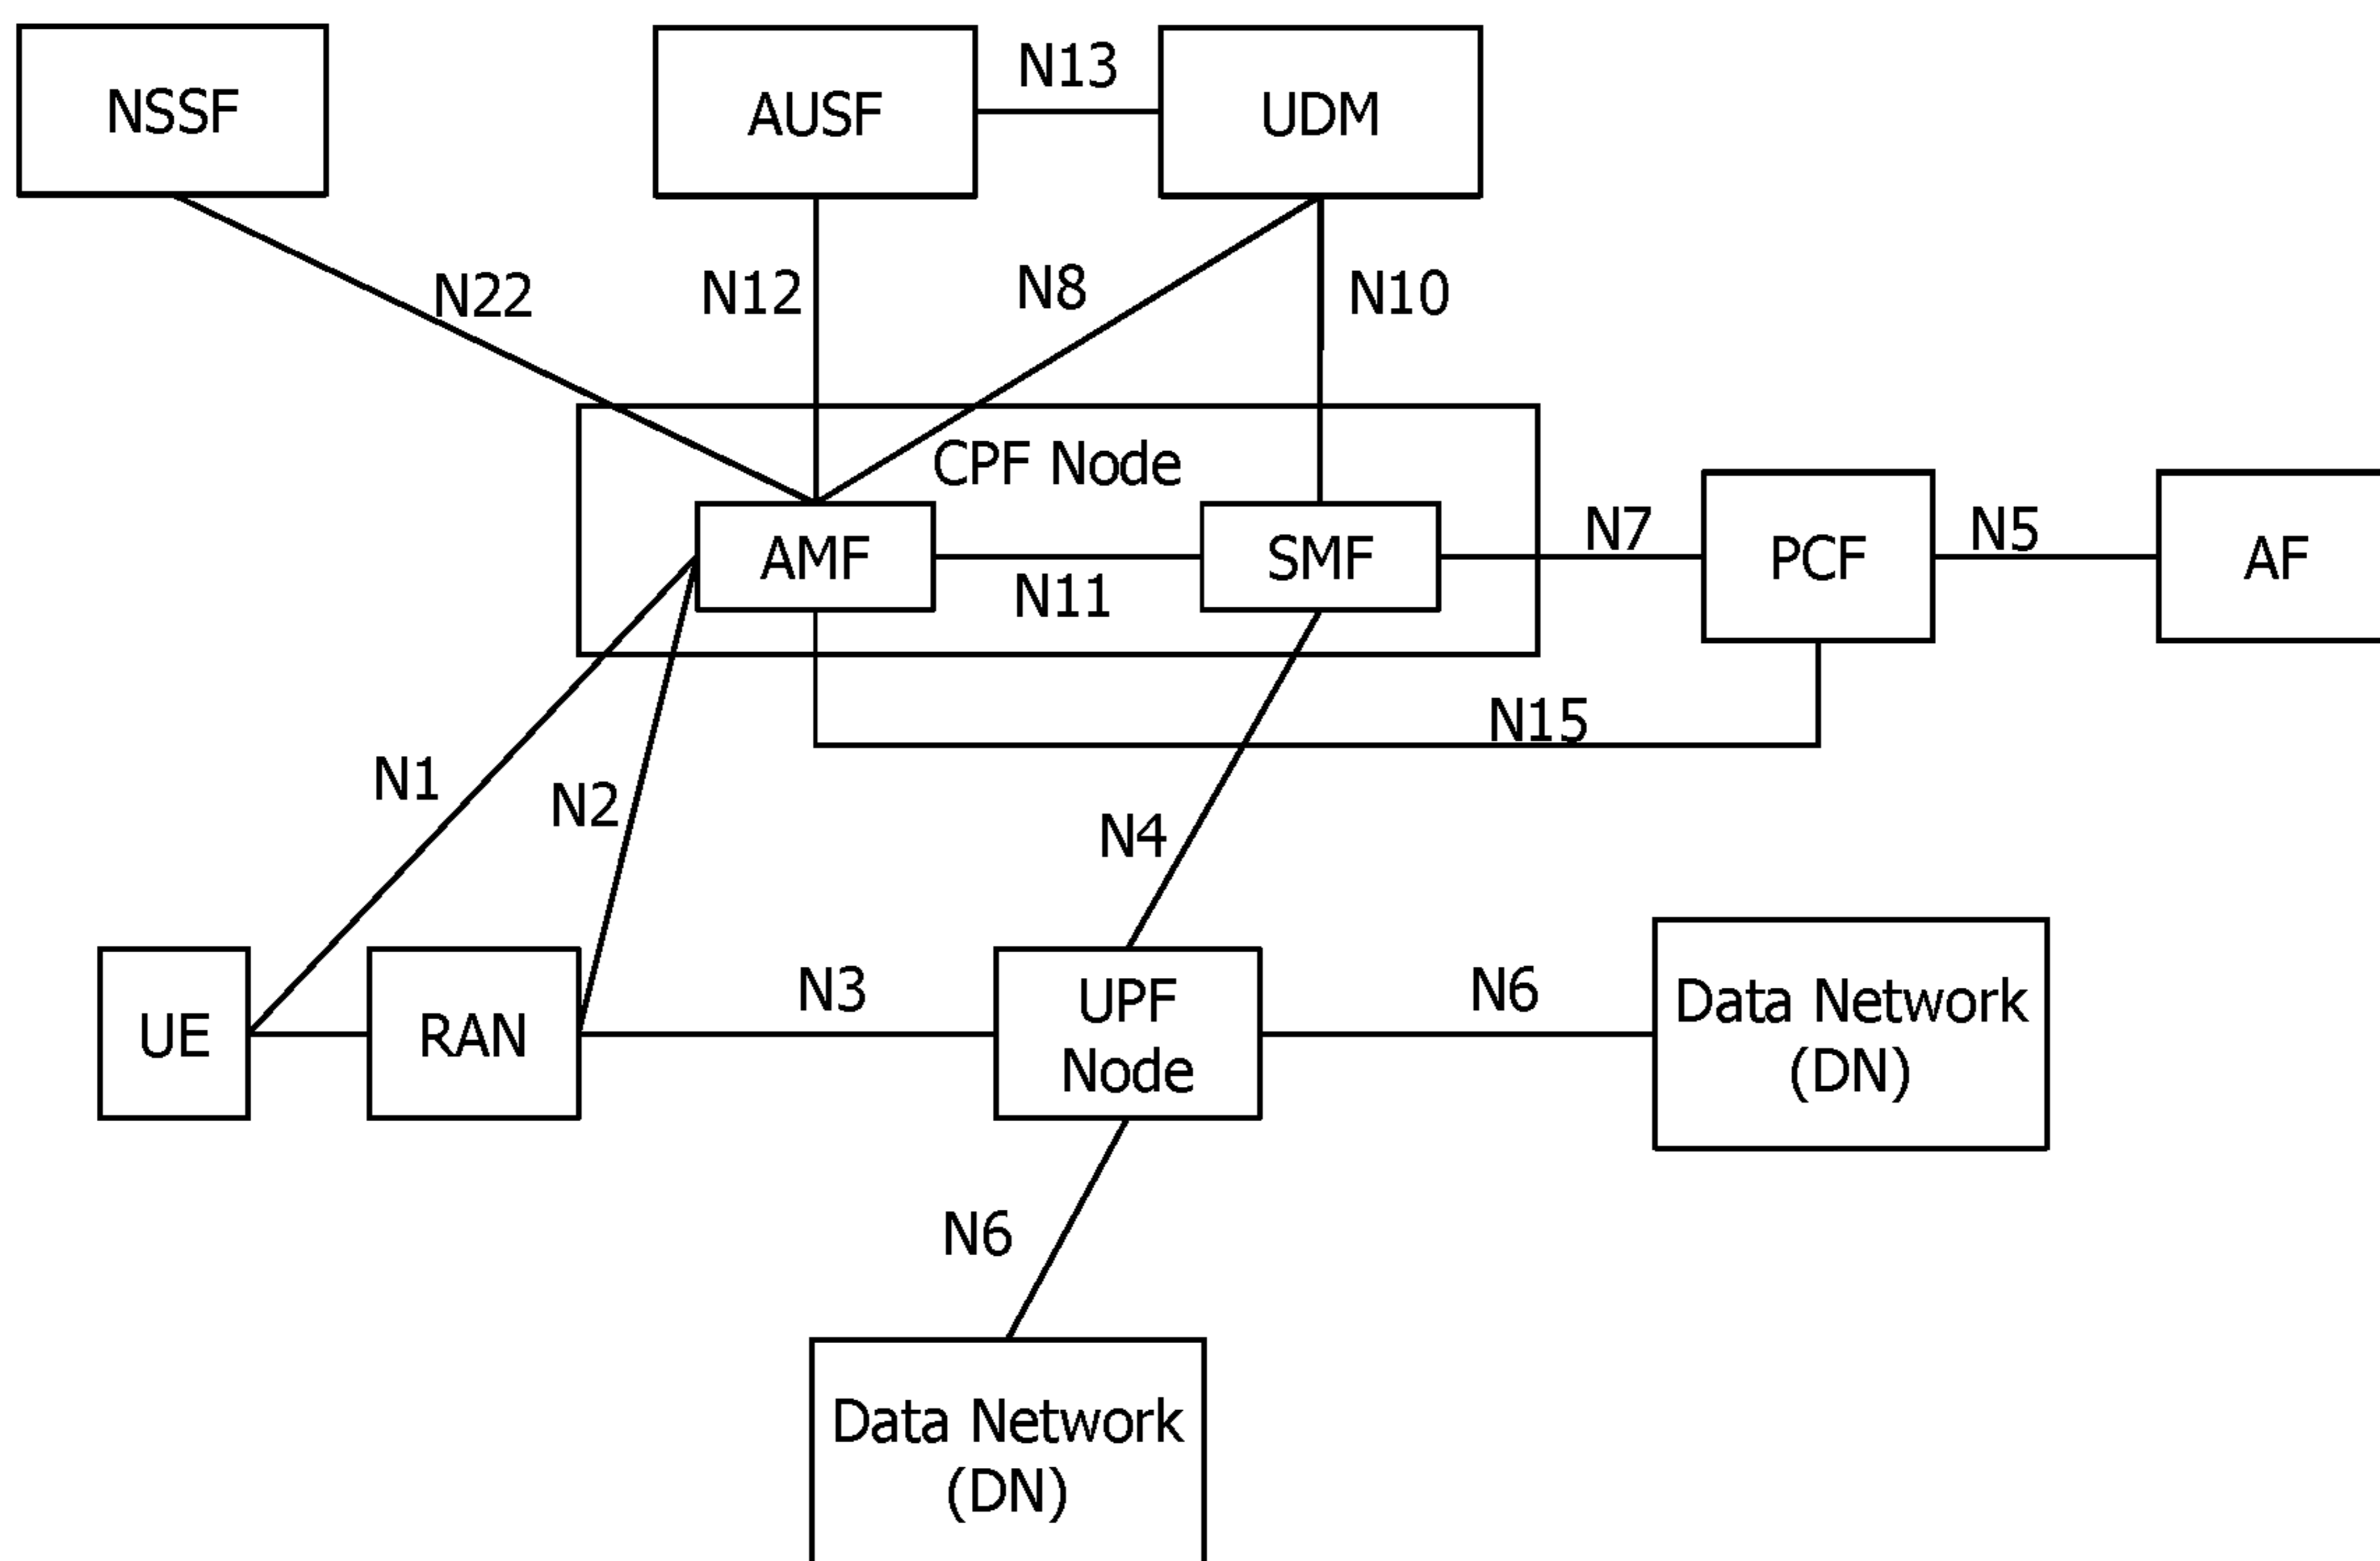 NSSF
AUSF
N13
UDM
N22
N12
N8
N10
CPF Node
AMF
N11
SMF
N7
PCF
N5
AF
N15
N1
N2
N4
UE
RAN
N3
UPF
Node
N6
Data Network
(DN)
N6
Data Network
(DN)